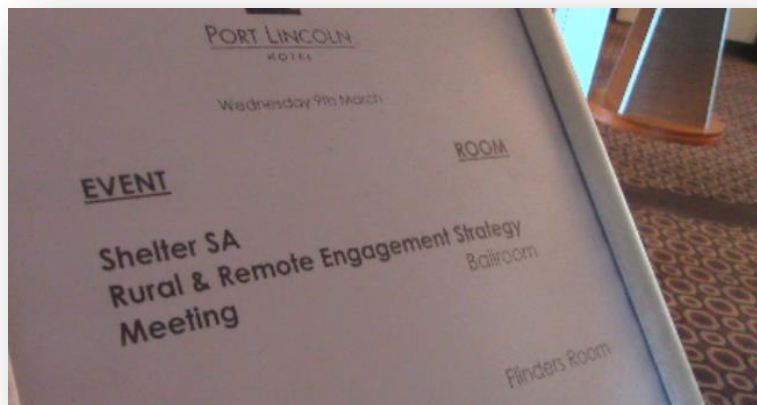 PORT LINCOLN
HOTEL
Wednesday 9th March
EVENT
ROOM
Shelter SA
Rural & Remote Engagement Strategy
Ballroom
Meeting
Flinders Room